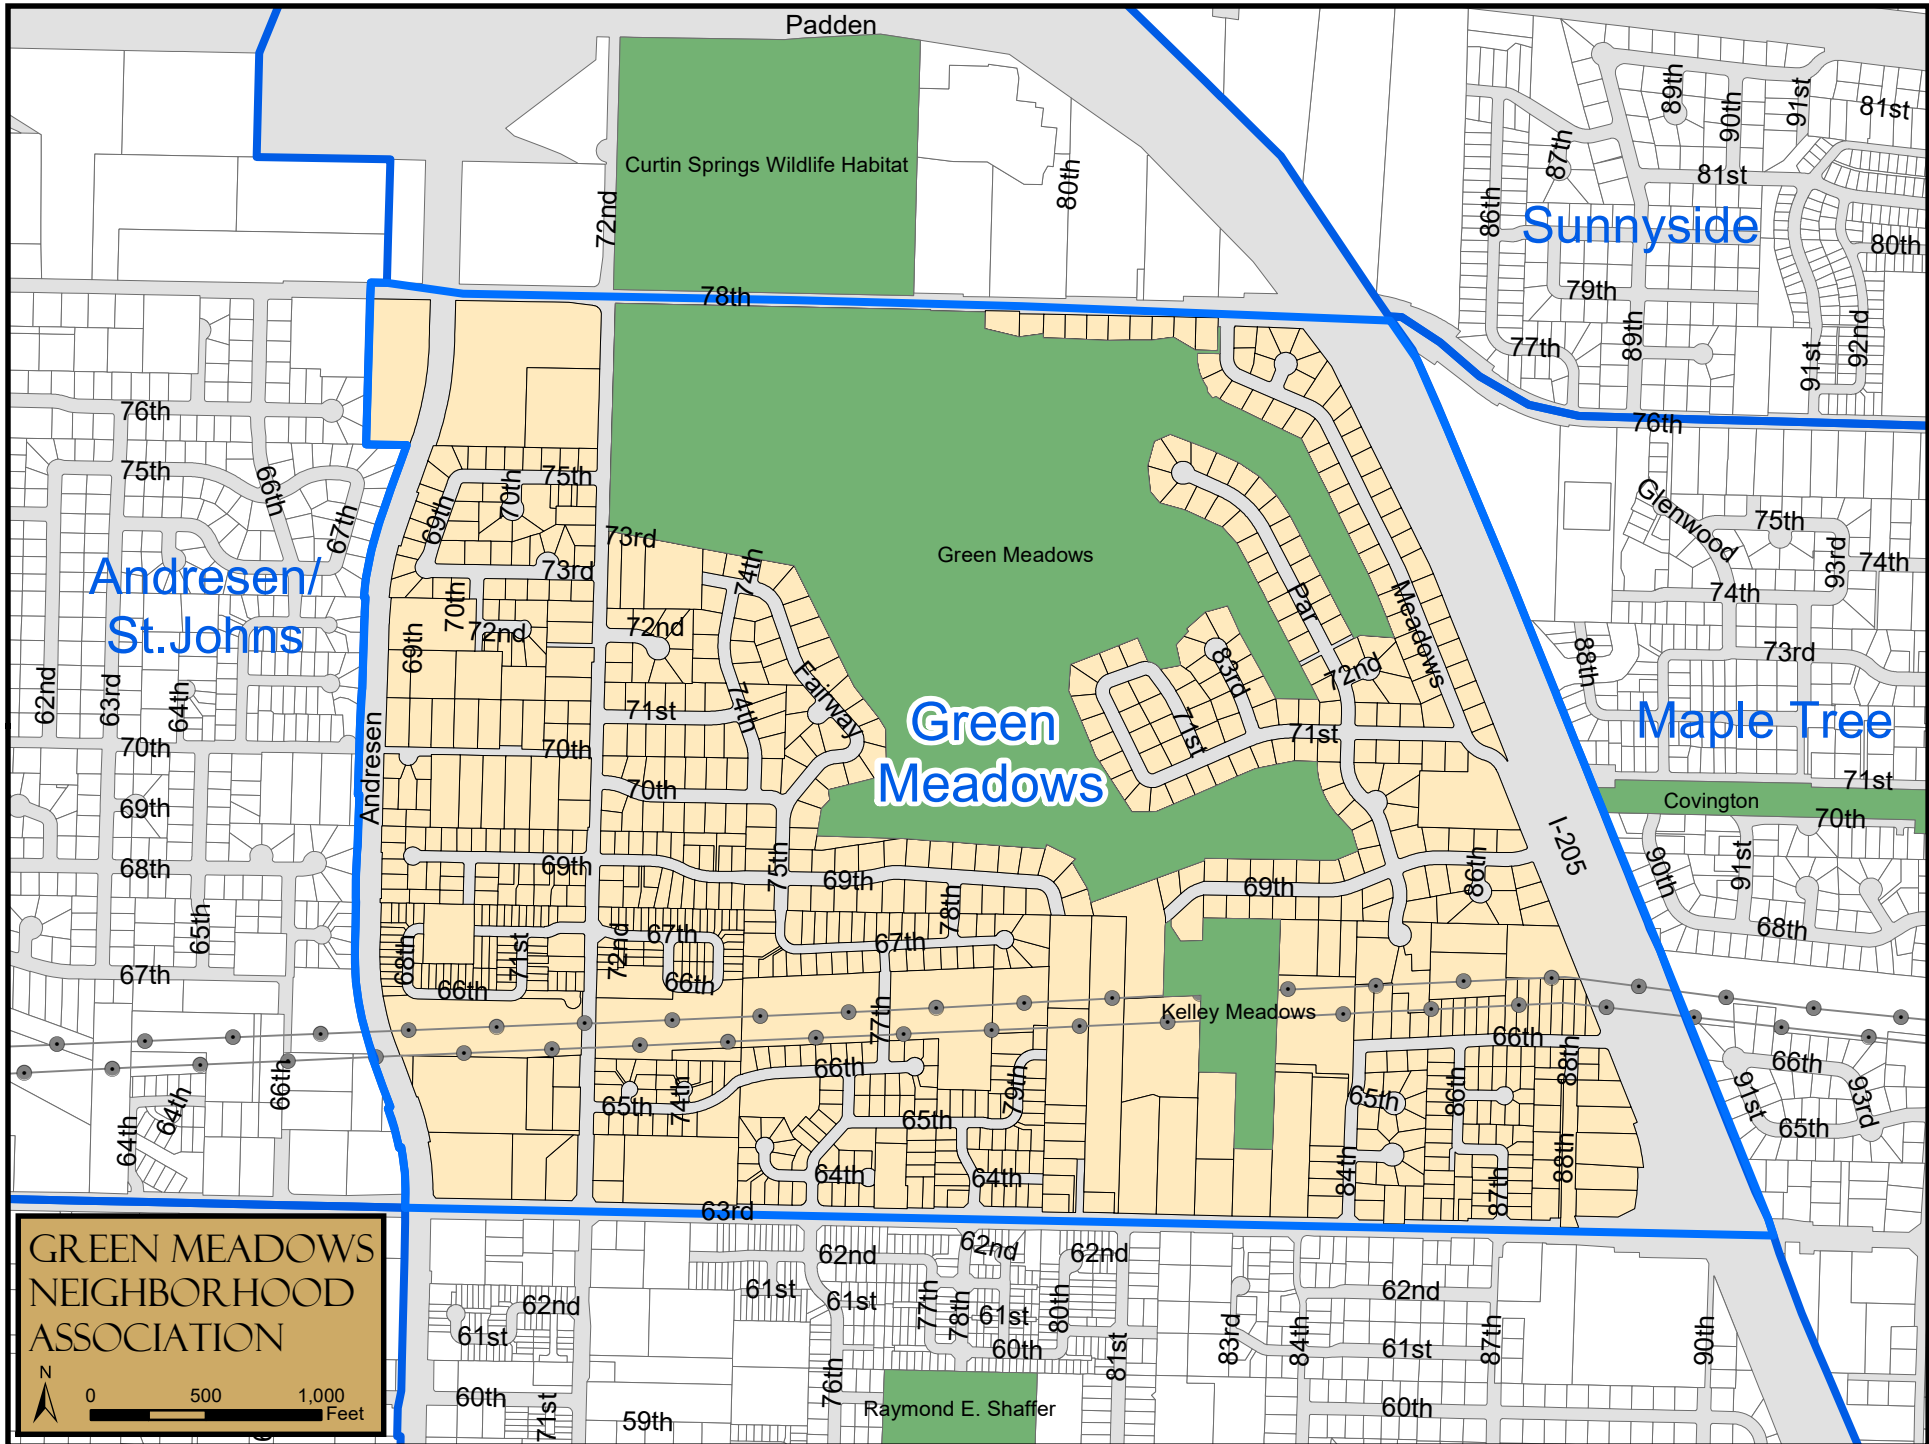 Padden
Curtin Springs Wildlife Habitat
72nd
80th
78th
89th
90th
91st
81st
87th
81st
86th
Sunnyside
80th
79th
89th
77th
91st
92nd
76th
76th
75th
66th
67th
Andresen/
St.Johns
62nd
63rd
64th
70th
69th
68th
65th
67th
66th
64th
64th
Andresen
75th
70th
69th
73rd
70th
72nd
69th
70th
73rd
74th
72nd
Fairway
71st
74th
70th
69th
75th
69th
78th
67th
68th
71st
66th
72nd
67th
66th
77th
66th
65th
74th
65th
79th
64th
64th
63rd
Green Meadows
Green
Meadows
Par
Meadows
83rd
72nd
71st
71st
69th
86th
I-205
Kelley Meadows
66th
88th
65th
86th
84th
87th
88th
Glenwood
75th
93rd
74th
74th
73rd
88th
Maple Tree
71st
Covington
70th
90th
91st
68th
66th
91st
93rd
65th
62nd
61st
60th
71st
59th
62nd
61st
61st
76th
77th
62nd
78th
61st
60th
80th
62nd
81st
Raymond E. Shaffer
83rd
84th
62nd
61st
87th
60th
90th
GREEN MEADOWS
NEIGHBORHOOD
ASSOCIATION
N
0 500 1,000
Feet